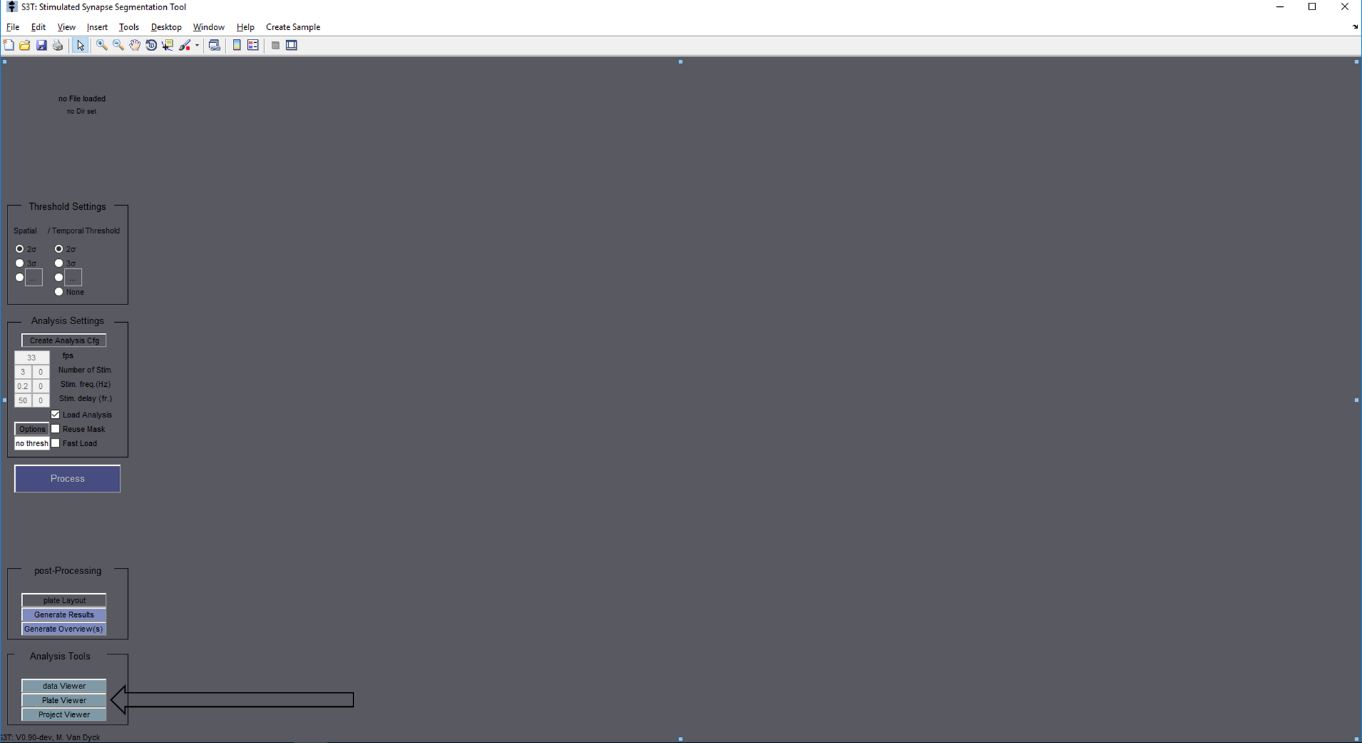 S3T: Stimulated Synapse Segmentation Tool
File Edit View Insert Tools Desktop Window Help Create Sample
no File loaded
no Dir set
Threshold Settings
Spatial / Temporal Threshold
2σ 2σ
3σ 3σ
... ...
None
Analysis Settings
Create Analysis Cfg
33 fps
3 0 Number of Stim.
0.2 0 Stim. freq.(Hz)
50 0 Stim. delay (fr.)
Load Analysis
Options Reuse Mask
no thresh Fast Load
Process
post-Processing
plate Layout
Generate Results
Generate Overview(s)
Analysis Tools
data Viewer
Plate Viewer
Project Viewer
S3T: V0.90-dev, M. Van Dyck